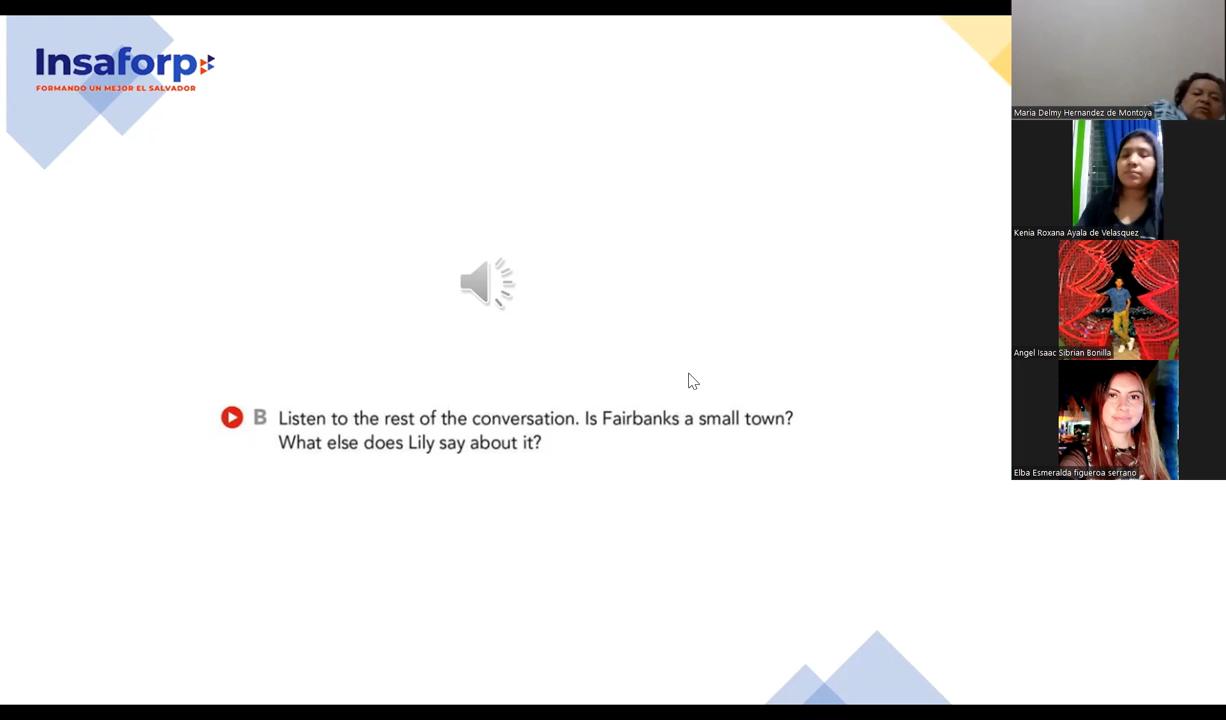 Insaforp
FORMANDO UN MEJOR EL SALVADOR
B Listen to the rest of the conversation. Is Fairbanks a small town?
What else does Lily say about it?
Maria Delmy Hernandez de Montoya
Kenia Roxana Ayala de Velasquez
Angel Isaac Sibrian Bonilla
Elba Esmeralda figueroa serrano